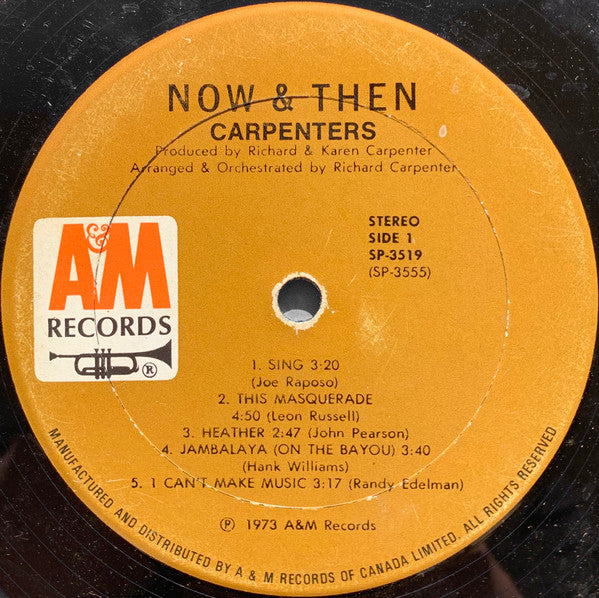 NOW & THEN
CARPENTERS
Produced by Richard & Karen Carpenter
Arranged & Orchestrated by Richard Carpenter
STEREO
SIDE 1
SP-3519
(SP-3555)
A&M
RECORDS
®
1. SING 3:20
(Joe Raposo)
2. THIS MASQUERADE
4:50 (Leon Russell)
3. HEATHER 2:47 (John Pearson)
4. JAMBALAYA (ON THE BAYOU) 3:40
(Hank Williams)
5. I CAN'T MAKE MUSIC 3:17 (Randy Edelman)
℗ 1973 A&M Records
MANUFACTURED AND DISTRIBUTED BY A & M RECORDS OF CANADA LIMITED. ALL RIGHTS RESERVED